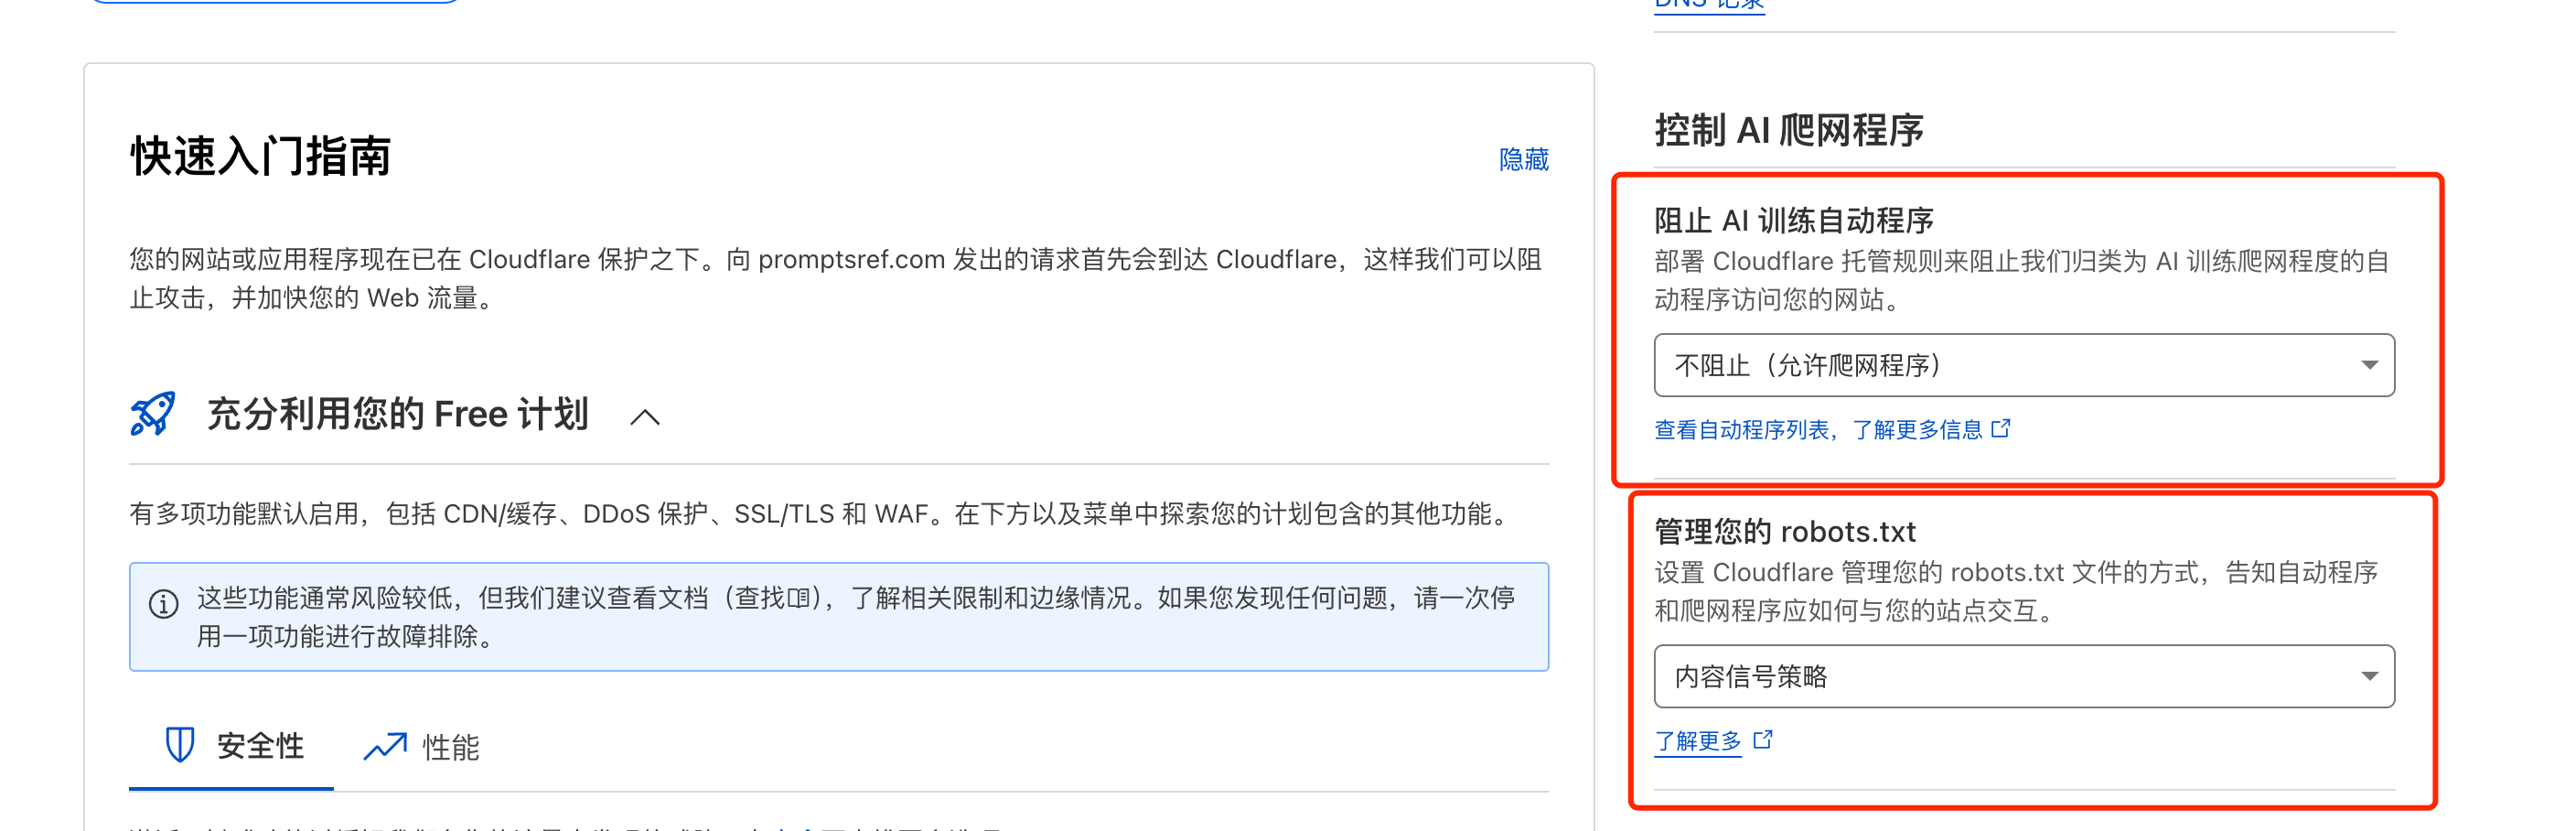 DNS 记录
快速入门指南
隐藏
您的网站或应用程序现在已在 Cloudflare 保护之下。向 promptsref.com 发出的请求首先会到达 Cloudflare，这样我们可以阻
止攻击，并加快您的 Web 流量。
充分利用您的 Free 计划
有多项功能默认启用，包括 CDN/缓存、DDoS 保护、SSL/TLS 和 WAF。在下方以及菜单中探索您的计划包含的其他功能。
这些功能通常风险较低，但我们建议查看文档（查找），了解相关限制和边缘情况。如果您发现任何问题，请一次停
用一项功能进行故障排除。
安全性
性能
控制 AI 爬网程序
阻止 AI 训练自动程序
部署 Cloudflare 托管规则来阻止我们归类为 AI 训练爬网程度的自
动程序访问您的网站。
不阻止（允许爬网程序）
查看自动程序列表，了解更多信息
管理您的 robots.txt
设置 Cloudflare 管理您的 robots.txt 文件的方式，告知自动程序
和爬网程序应如何与您的站点交互。
内容信号策略
了解更多